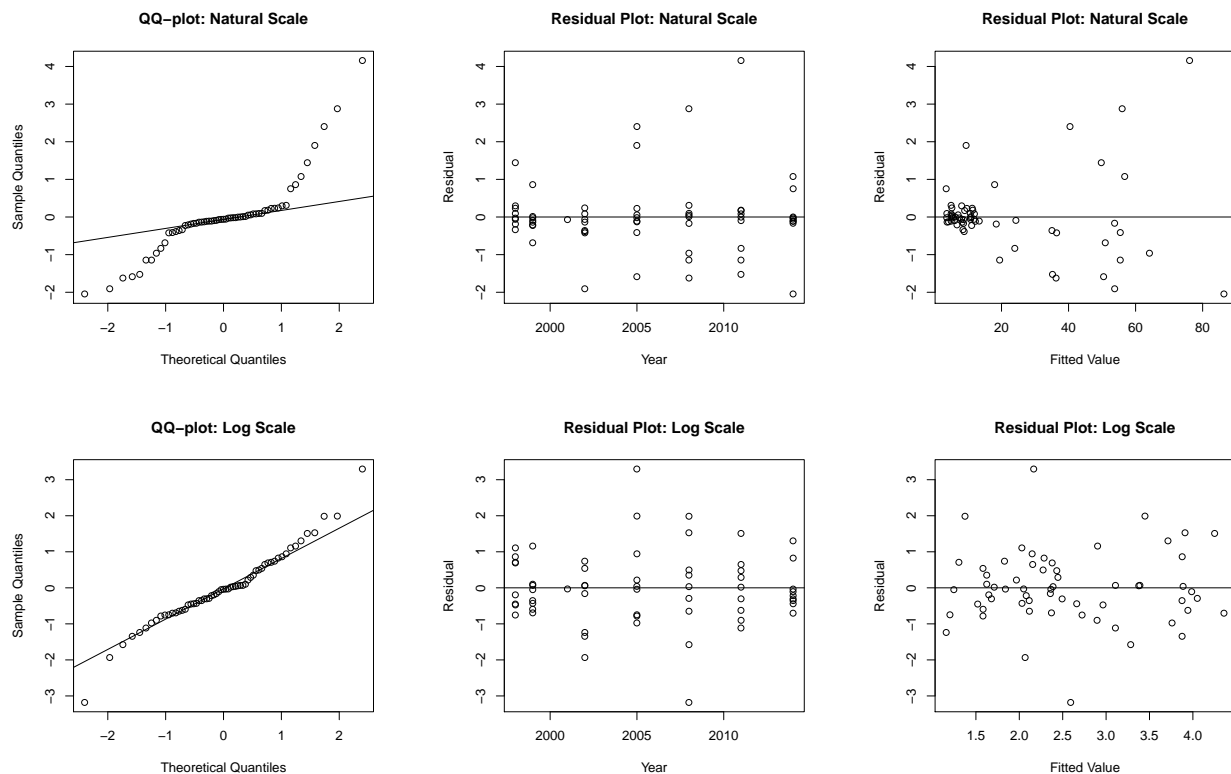 QQ−plot: Natural Scale
Sample Quantiles
4
3
2
1
0
−1
−2
−2 −1 0 1 2
Theoretical Quantiles
Residual Plot: Natural Scale
Residual
4
3
2
1
0
−1
−2
2000 2005 2010
Year
Residual Plot: Natural Scale
Residual
4
3
2
1
0
−1
−2
20 40 60 80
Fitted Value
QQ−plot: Log Scale
Sample Quantiles
3
2
1
0
−1
−2
−3
−2 −1 0 1 2
Theoretical Quantiles
Residual Plot: Log Scale
Residual
3
2
1
0
−1
−2
−3
2000 2005 2010
Year
Residual Plot: Log Scale
Residual
3
2
1
0
−1
−2
−3
1.5 2.0 2.5 3.0 3.5 4.0
Fitted Value